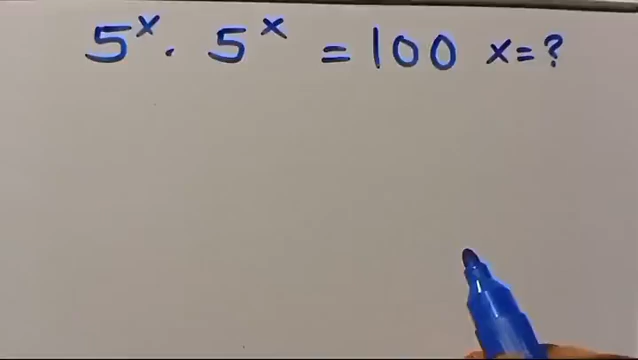 5^x · 5^x = 100 x=?